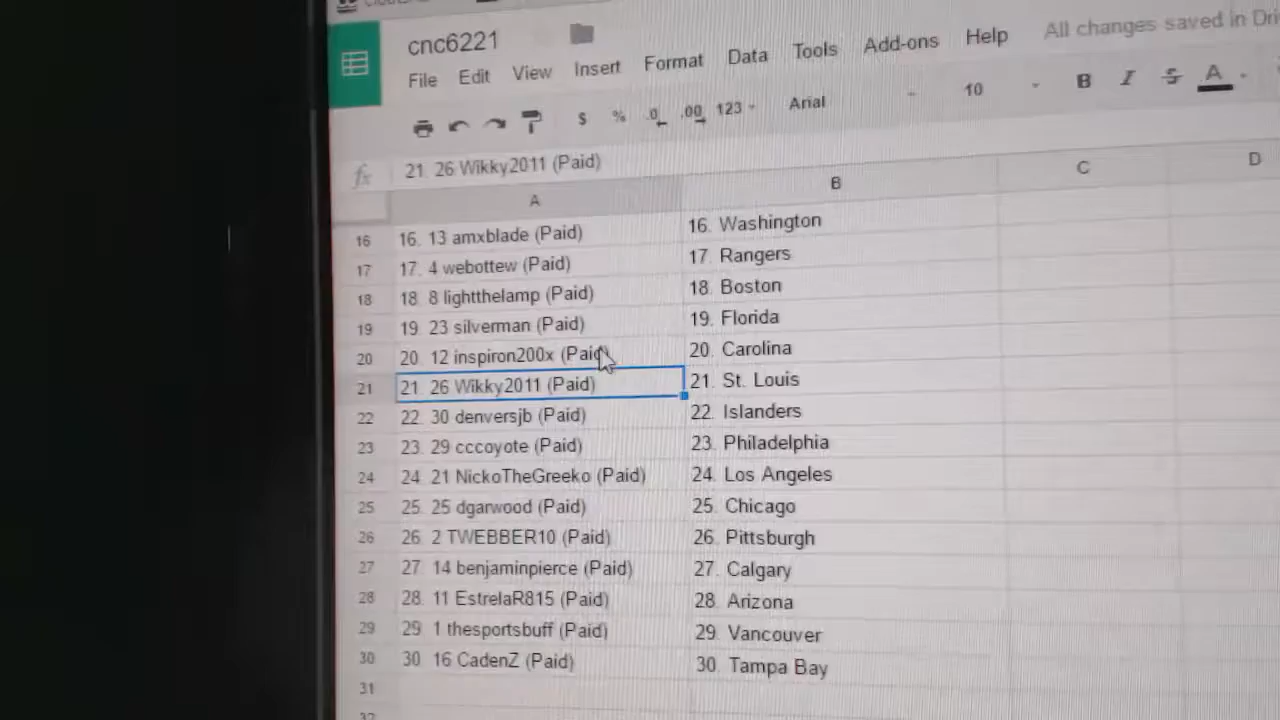 cnc6221
File Edit View Insert Format Data Tools Add-ons Help All changes saved in
$ % .0 .00 123 Arial 10 B I S A
fx 21. 26 Wikky2011 (Paid)
A B C D
16 16. 13 amxblade (Paid) 16. Washington
17 17. 4 webottew (Paid) 17. Rangers
18 18. 8 lightthelamp (Paid) 18. Boston
19 19. 23 silverman (Paid) 19. Florida
20 20. 12 inspiron200x (Paid) 20. Carolina
21 21. 26 Wikky2011 (Paid) 21. St. Louis
22 22. 30 denversjb (Paid) 22. Islanders
23 23. 29 cccoyote (Paid) 23. Philadelphia
24 24. 21 NickoTheGreeko (Paid) 24. Los Angeles
25 25. 25 dgarwood (Paid) 25. Chicago
26 26. 2 TWEBBER10 (Paid) 26. Pittsburgh
27 27. 14 benjaminpierce (Paid) 27. Calgary
28 28. 11 EstrelaR815 (Paid) 28. Arizona
29 29. 1 thesportsbuff (Paid) 29. Vancouver
30 30. 16 CadenZ (Paid) 30. Tampa Bay
31